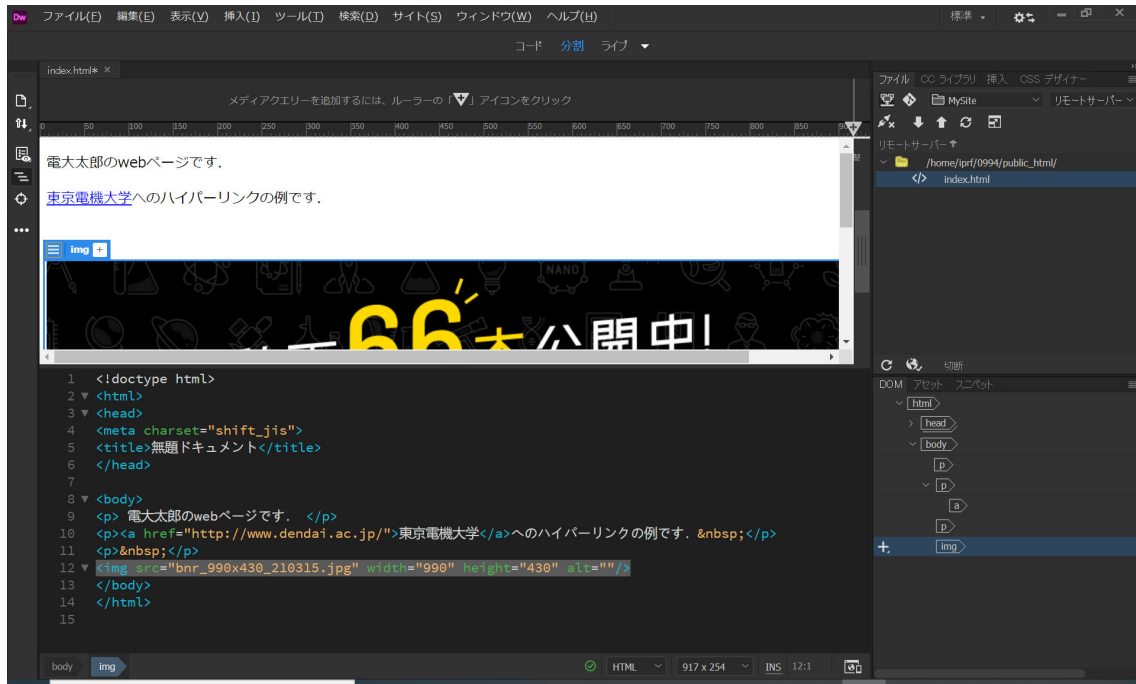 Dw ファイル(F) 編集(E) 表示(V) 挿入(I) ツール(T) 検索(D) サイト(S) ウィンドウ(W) ヘルプ(H) 標準
コード 分割 ライブ
index.html* ×
メディアクエリーを追加するには、ルーラーの「」アイコンをクリック
0 50 100 150 200 250 300 350 400 450 500 550 600 650 700 750 800 850 900
電大太郎のwebページです．
東京電機大学へのハイパーリンクの例です．
img +
NANO
66本公開中!
1 <!doctype html>
2 <html>
3 <head>
4 <meta charset="shift_jis">
5 <title>無題ドキュメント</title>
6 </head>
7
8 <body>
9 <p> 電大太郎のwebページです． </p>
10 <p><a href="http://www.dendai.ac.jp/">東京電機大学</a>へのハイパーリンクの例です．&nbsp;</p>
11 <p>&nbsp;</p>
12 <img src="bnr_990x430_210315.jpg" width="990" height="430" alt=""/>
13 </body>
14 </html>
15
body img HTML 917 x 254 INS 12:1
ファイル CC ライブラリ 挿入 CSS デザイナー
MySite リモートサーバー
リモートサーバー
/home/iprf/0994/public_html/
index.html
切断
DOM アセット スニペット
html
head
body
p
p
a
p
img